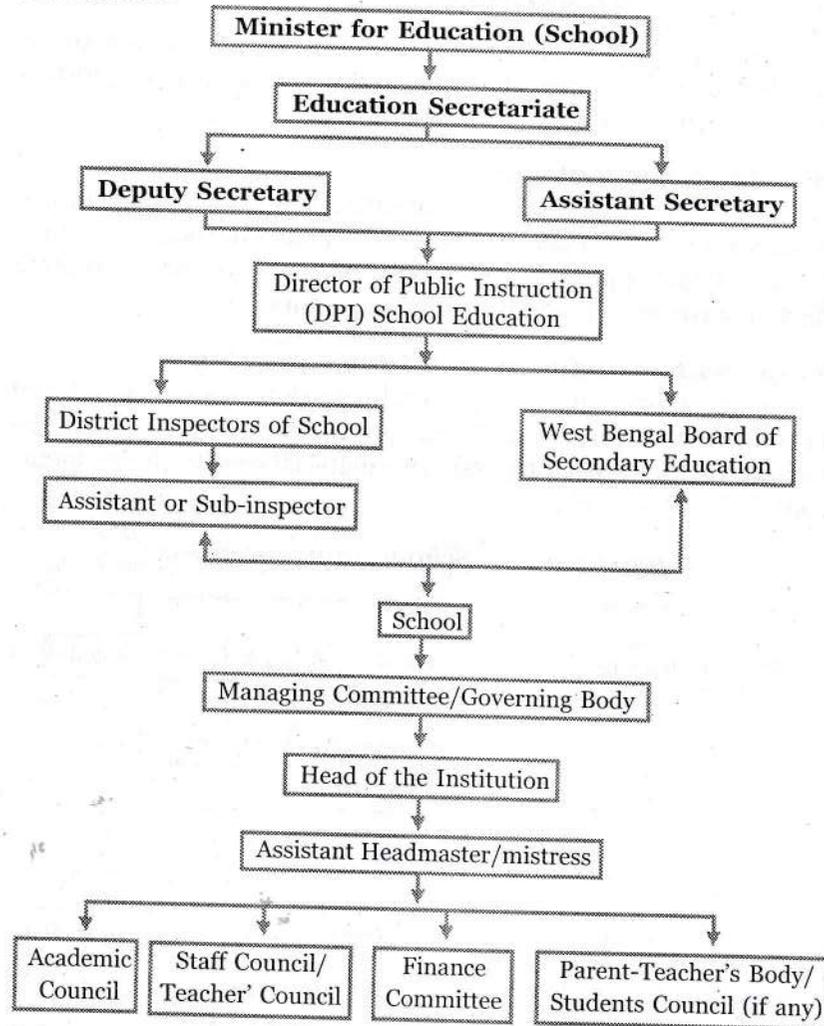 Minister for Education (School)
Education Secretariate
Deputy Secretary
Assistant Secretary
Director of Public Instruction
(DPI) School Education
District Inspectors of School
West Bengal Board of
Secondary Education
Assistant or Sub-inspector
School
Managing Committee/Governing Body
Head of the Institution
Assistant Headmaster/mistress
Academic
Council
Staff Council/
Teacher' Council
Finance
Committee
Parent-Teacher's Body/
Students Council (if any)